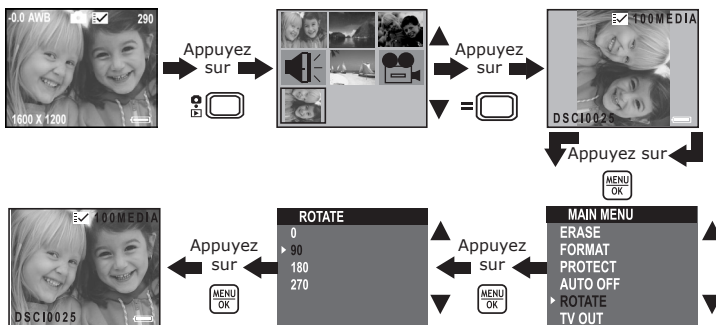 -0.0 AWB 290
1600 X 1200
Appuyez
sur
Appuyez
sur
=
100MEDIA
DSCI0025
Appuyez sur
MENU
OK
MAIN MENU
ERASE
FORMAT
PROTECT
AUTO OFF
ROTATE
TV OUT
Appuyez
sur
MENU
OK
ROTATE
0
90
180
270
Appuyez
sur
MENU
OK
100MEDIA
DSCI0025